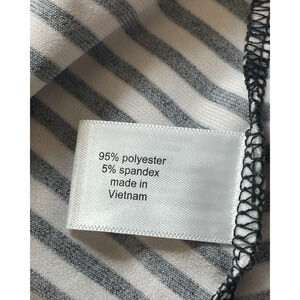 95% polyester
5% spandex
made in
Vietnam